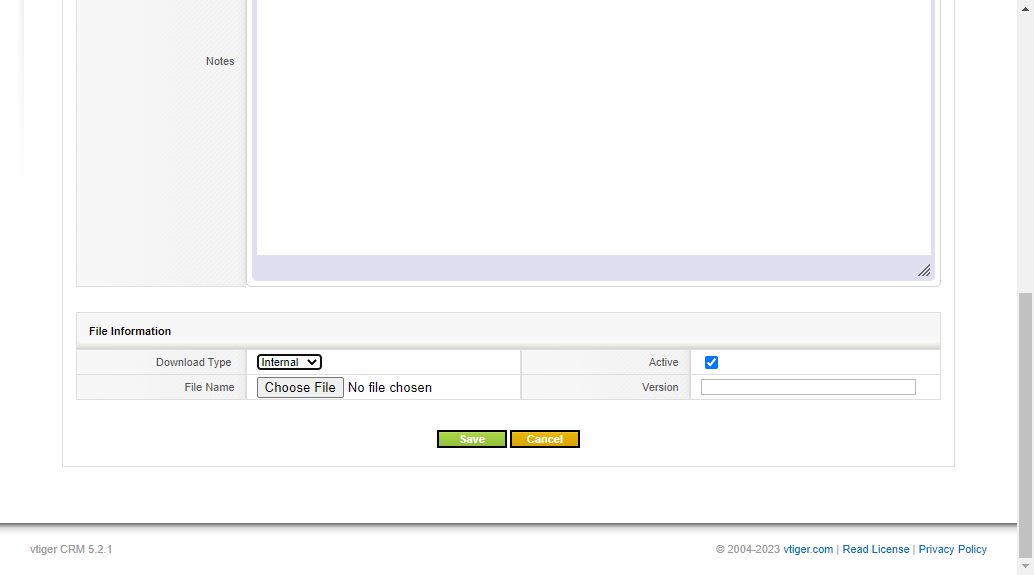 Notes
File Information
Download Type Internal Active
File Name Choose File No file chosen Version
Save Cancel
vtiger CRM 5.2.1 © 2004-2023 vtiger.com | Read License | Privacy Policy